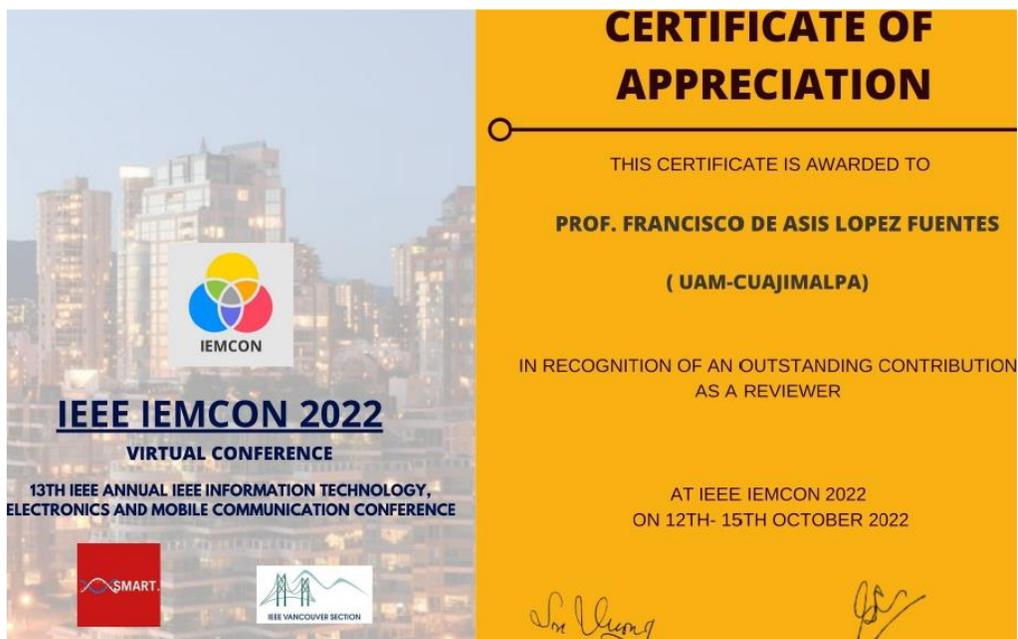 IEMCON
IEEE IEMCON 2022
VIRTUAL CONFERENCE
13TH IEEE ANNUAL IEEE INFORMATION TECHNOLOGY,
ELECTRONICS AND MOBILE COMMUNICATION CONFERENCE
SMART.
IEEE VANCOUVER SECTION
CERTIFICATE OF
APPRECIATION
THIS CERTIFICATE IS AWARDED TO
PROF. FRANCISCO DE ASIS LOPEZ FUENTES
( UAM-CUAJIMALPA)
IN RECOGNITION OF AN OUTSTANDING CONTRIBUTION
AS A REVIEWER
AT IEEE IEMCON 2022
ON 12TH- 15TH OCTOBER 2022